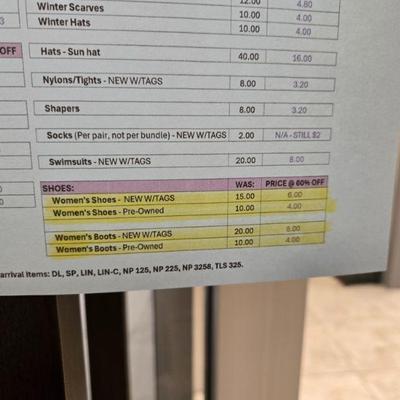 12.00 4.80
Winter Scarves 10.00 4.00
Winter Hats 10.00 4.00
OFF Hats - Sun hat 40.00 16.00
Nylons/Tights - NEW W/TAGS 8.00 3.20
Shapers 8.00 3.20
Socks (Per pair, not per bundle) - NEW W/TAGS 2.00 N/A - STILL $2
Swimsuits - NEW W/TAGS 20.00 8.00
SHOES: WAS: PRICE @ 60% OFF
Women's Shoes - NEW W/TAGS 15.00 6.00
Women's Shoes - Pre-Owned 10.00 4.00
Women's Boots - NEW W/TAGS 20.00 8.00
Women's Boots - Pre-Owned 10.00 4.00
arrival items: DL, SP, LIN, LIN-C, NP 125, NP 225, NP 3258, TLS 325.